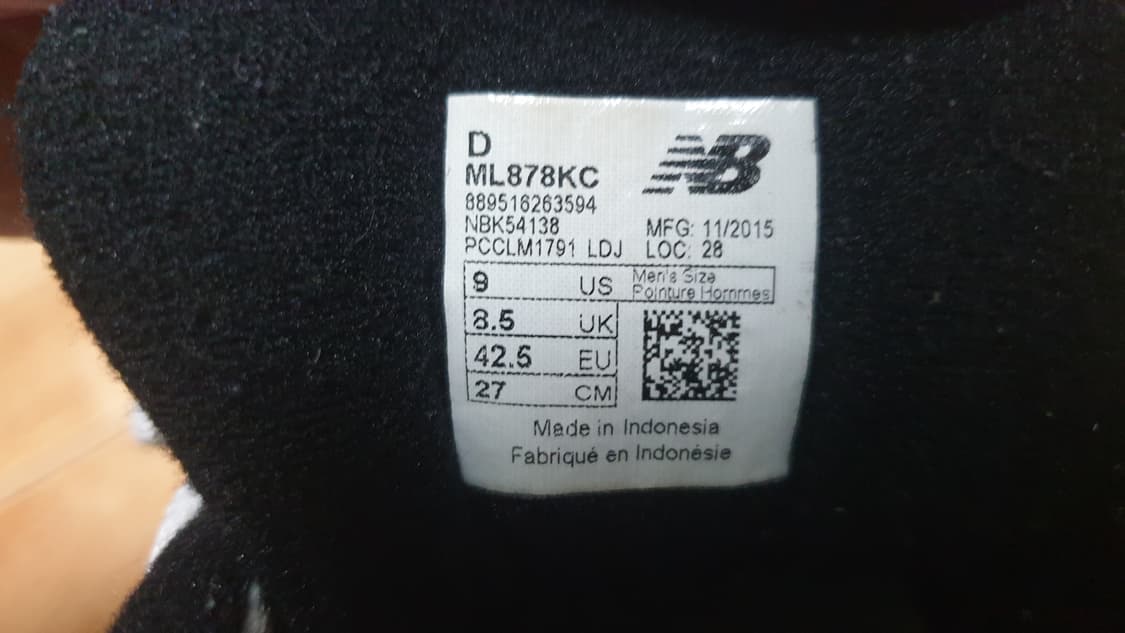 D
NB
ML878KC
889516263594
NBK54138
MFG: 11/2015
PCCLM1791 LDJ LOC: 28
9 US Men's Size
Pointure Hommes
8.5 UK
42.5 EU
27 CM
Made in Indonesia
Fabriqué en Indonésie